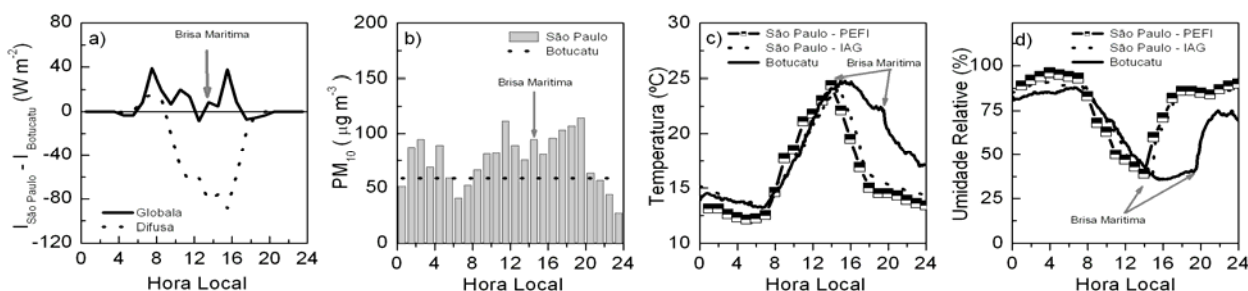 I São Paulo - I Botucatu (W m-2)
80
40
0
-40
-80
-120
a)
Brisa Maritima
Globala
Difusa
0 4 8 12 16 20 24
Hora Local
PM10 (µg m-3)
200
150
100
50
0
b)
São Paulo
Botucatu
Brisa Maritima
0 4 8 12 16 20 24
Hora Local
Temperatura (ºC)
30
25
20
15
10
c)
São Paulo - PEFI
São Paulo - IAG
Botucatu
Brisa Maritima
0 4 8 12 16 20 24
Hora Local
Umidade Relative (%)
125
100
75
50
25
0
d)
São Paulo - PEFI
São Paulo - IAG
Botucatu
Brisa Maritima
0 4 8 12 16 20 24
Hora Local